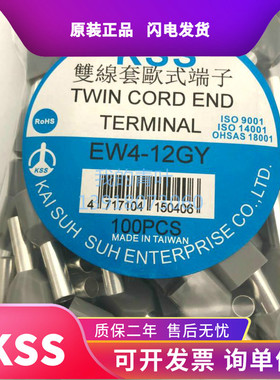 原装正品 | 闪电发货
KSS
雙線套歐式端子
TWIN CORD END
TERMINAL
RoHS
ISO 9001
ISO 14001
OHSAS 18001
KSS
EW4-12GY
4 717104 150406
100PCS
MADE IN TAIWAN
KAI SUH SUH ENTERPRISE CO., LTD.
KSS
质保二年 售后无忧
可开发票 询单价